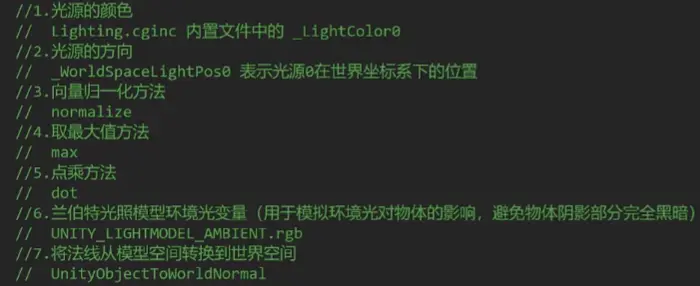 //1.光源的颜色
//  Lighting.cginc 内置文件中的 _LightColor0
//2.光源的方向
//  _WorldSpaceLightPos0 表示光源0在世界坐标系下的位置
//3.向量归一化方法
//  normalize
//4.取最大值方法
//  max
//5.点乘方法
//  dot
//6.兰伯特光照模型环境光变量（用于模拟环境光对物体的影响，避免物体阴影部分完全黑暗）
//  UNITY_LIGHTMODEL_AMBIENT.rgb
//7.将法线从模型空间转换到世界空间
//  UnityObjectToWorldNormal